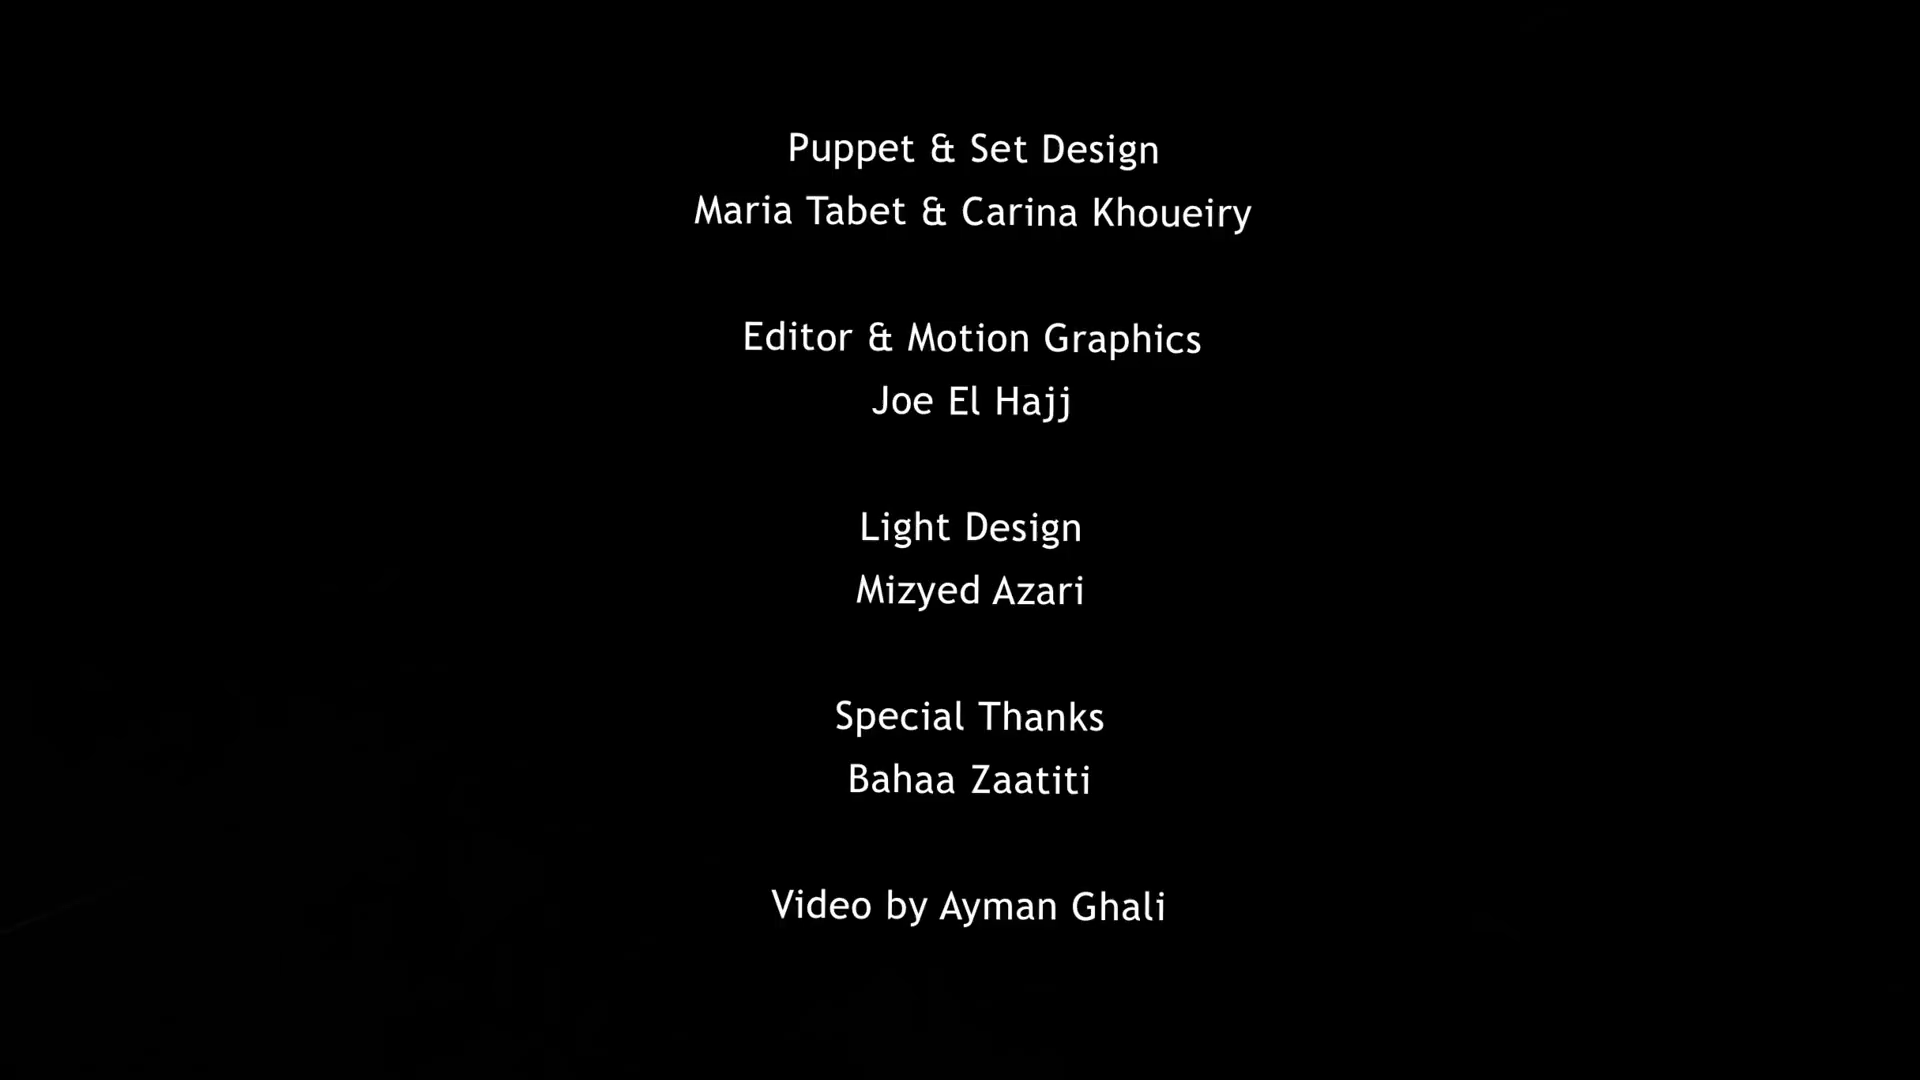 Puppet & Set Design
Maria Tabet & Carina Khoueiry
Editor & Motion Graphics
Joe El Hajj
Light Design
Mizyed Azari
Special Thanks
Bahaa Zaatiti
Video by Ayman Ghali